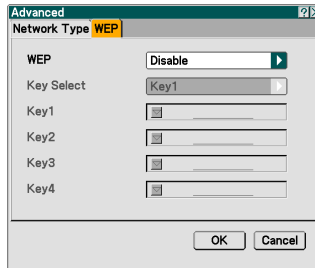 Advanced
Network Type WEP
WEP Disable
Key Select Key1
Key1
Key2
Key3
Key4
OK Cancel